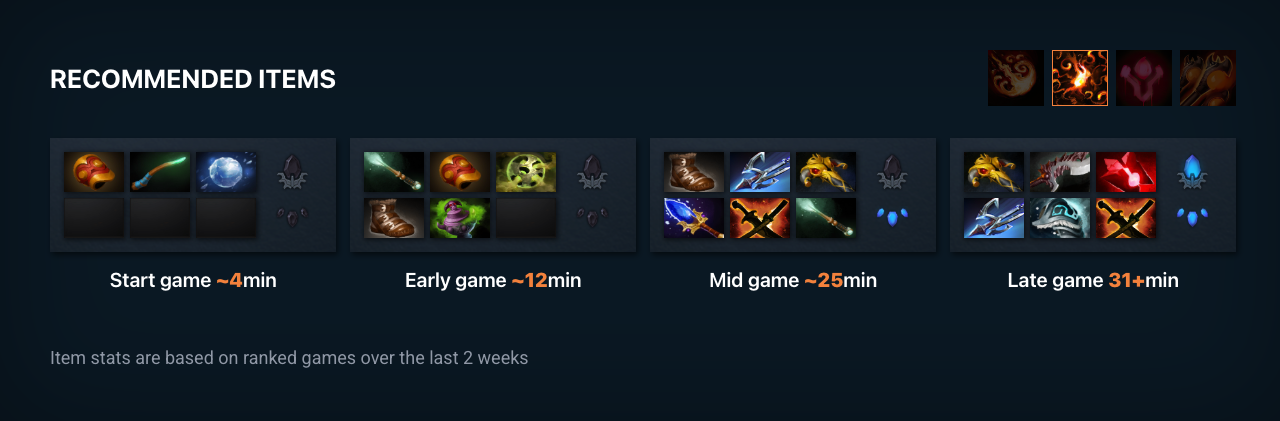 RECOMMENDED ITEMS
Start game ~4min
Early game ~12min
Mid game ~25min
Late game 31+min
Item stats are based on ranked games over the last 2 weeks